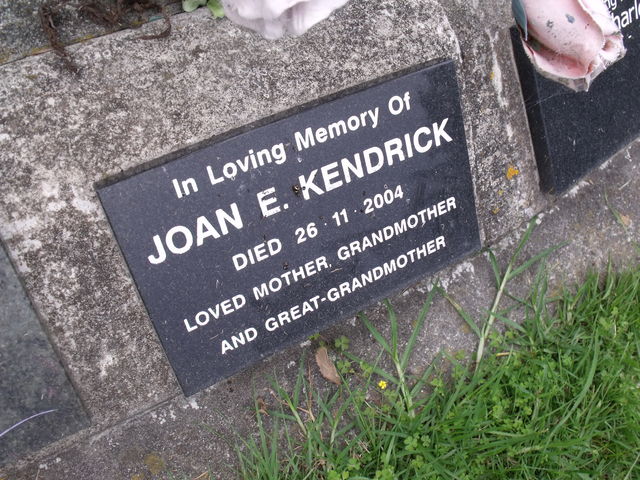 In Loving Memory Of
JOAN E. KENDRICK
DIED 26 · 11 · 2004
LOVED MOTHER, GRANDMOTHER
AND GREAT-GRANDMOTHER